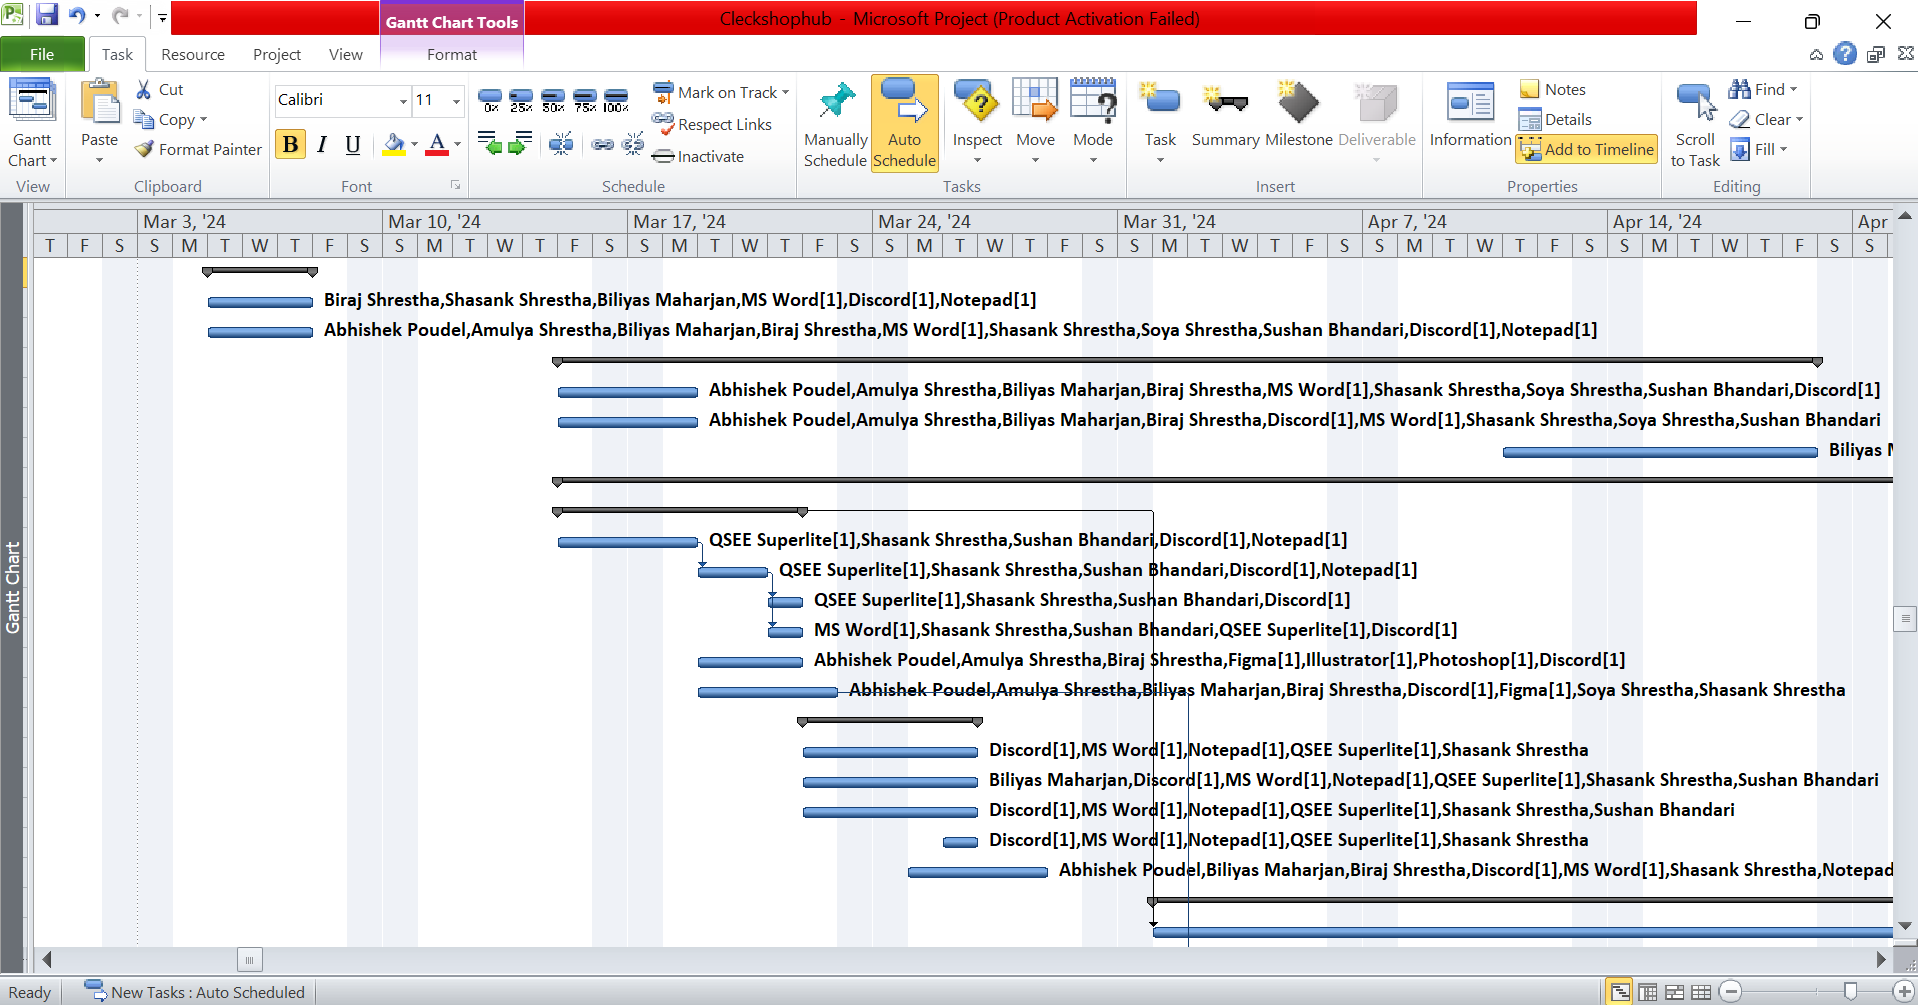 Gantt Chart Tools
Cleckshophub - Microsoft Project (Product Activation Failed)
File Task Resource Project View Format
Gantt Chart
View
Paste
Cut
Copy
Format Painter
Clipboard
Calibri 11
B I U A
Font
0% 25% 50% 75% 100%
Mark on Track
Respect Links
Inactivate
Schedule
Manually Schedule
Auto Schedule
Inspect
Move
Mode
Tasks
Task
Summary
Milestone
Deliverable
Insert
Information
Notes
Details
Add to Timeline
Properties
Scroll to Task
Find
Clear
Fill
Editing
Mar 3, '24 Mar 10, '24 Mar 17, '24 Mar 24, '24 Mar 31, '24 Apr 7, '24 Apr 14, '24 Apr
T F S S M T W T F S S M T W T F S S M T W T F S S M T W T F S S M T W T F S S M T W T F S S M T W T F S S
Biraj Shrestha,Shasank Shrestha,Biliyas Maharjan,MS Word[1],Discord[1],Notepad[1]
Abhishek Poudel,Amulya Shrestha,Biliyas Maharjan,Biraj Shrestha,MS Word[1],Shasank Shrestha,Soya Shrestha,Sushan Bhandari,Discord[1],Notepad[1]
Abhishek Poudel,Amulya Shrestha,Biliyas Maharjan,Biraj Shrestha,MS Word[1],Shasank Shrestha,Soya Shrestha,Sushan Bhandari,Discord[1]
Abhishek Poudel,Amulya Shrestha,Biliyas Maharjan,Biraj Shrestha,Discord[1],MS Word[1],Shasank Shrestha,Soya Shrestha,Sushan Bhandari
Biliyas
QSEE Superlite[1],Shasank Shrestha,Sushan Bhandari,Discord[1],Notepad[1]
QSEE Superlite[1],Shasank Shrestha,Sushan Bhandari,Discord[1],Notepad[1]
QSEE Superlite[1],Shasank Shrestha,Sushan Bhandari,Discord[1]
MS Word[1],Shasank Shrestha,Sushan Bhandari,QSEE Superlite[1],Discord[1]
Abhishek Poudel,Amulya Shrestha,Biraj Shrestha,Figma[1],Illustrator[1],Photoshop[1],Discord[1]
Abhishek Poudel,Amulya Shrestha,Biliyas Maharjan,Biraj Shrestha,Discord[1],Figma[1],Soya Shrestha,Shasank Shrestha
Discord[1],MS Word[1],Notepad[1],QSEE Superlite[1],Shasank Shrestha
Biliyas Maharjan,Discord[1],MS Word[1],Notepad[1],QSEE Superlite[1],Shasank Shrestha,Sushan Bhandari
Discord[1],MS Word[1],Notepad[1],QSEE Superlite[1],Shasank Shrestha,Sushan Bhandari
Discord[1],MS Word[1],Notepad[1],QSEE Superlite[1],Shasank Shrestha
Abhishek Poudel,Biliyas Maharjan,Biraj Shrestha,Discord[1],MS Word[1],Shasank Shrestha,Notepad
Gantt Chart
Ready
New Tasks : Auto Scheduled